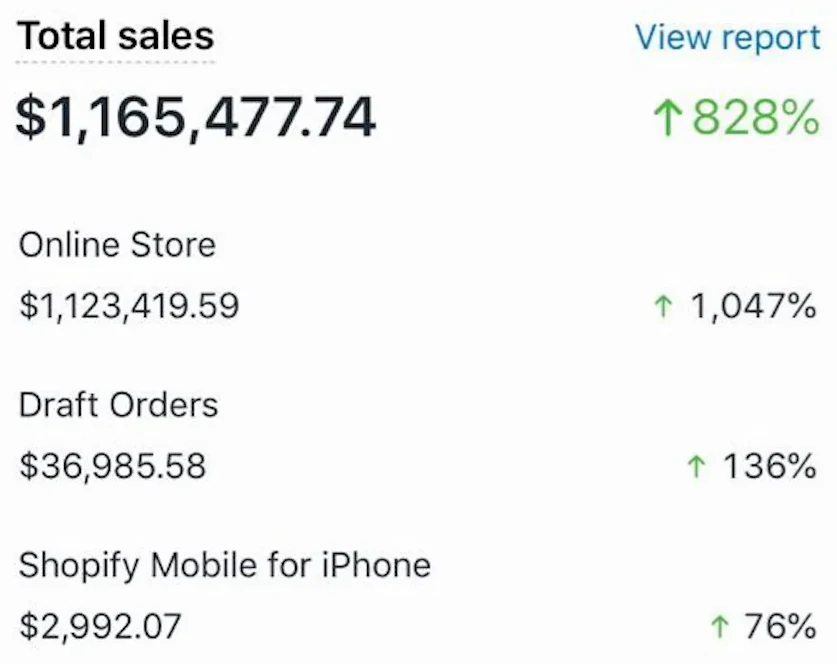 Total sales View report
$1,165,477.74 ↑828%
Online Store
$1,123,419.59 ↑ 1,047%
Draft Orders
$36,985.58 ↑ 136%
Shopify Mobile for iPhone
$2,992.07 ↑ 76%